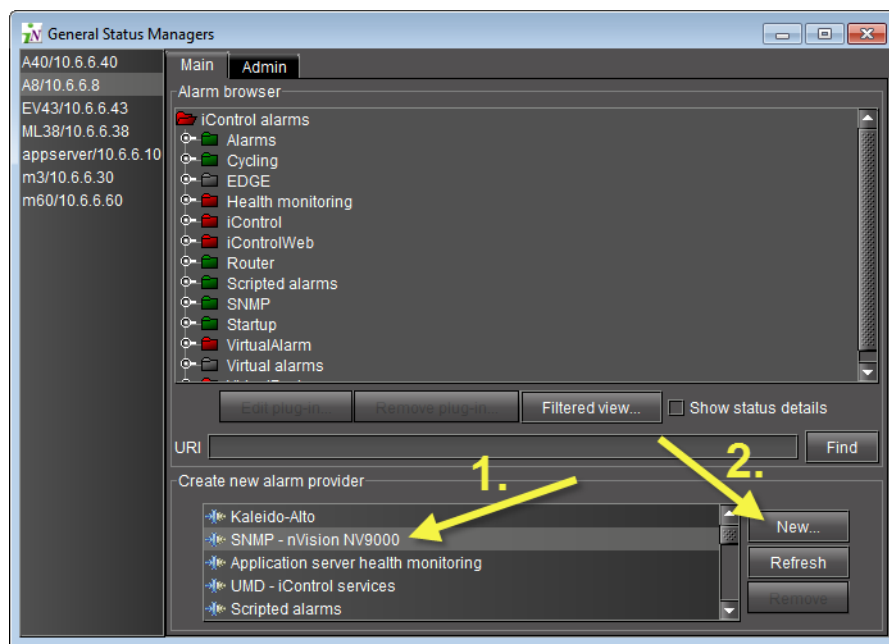 General Status Managers
A40/10.6.6.40
A8/10.6.6.8
EV43/10.6.6.43
ML38/10.6.6.38
appserver/10.6.6.10
m3/10.6.6.30
m60/10.6.6.60
Main Admin
Alarm browser
iControl alarms
Alarms
Cycling
EDGE
Health monitoring
iControl
iControlWeb
Router
Scripted alarms
SNMP
Startup
VirtualAlarm
Virtual alarms
Edit plug-in... Remove plug-in... Filtered view... Show status details
URI Find
Create new alarm provider
1.
2.
Kaleido-Alto
SNMP - nVision NV9000
Application server health monitoring
UMD - iControl services
Scripted alarms
New...
Refresh
Remove